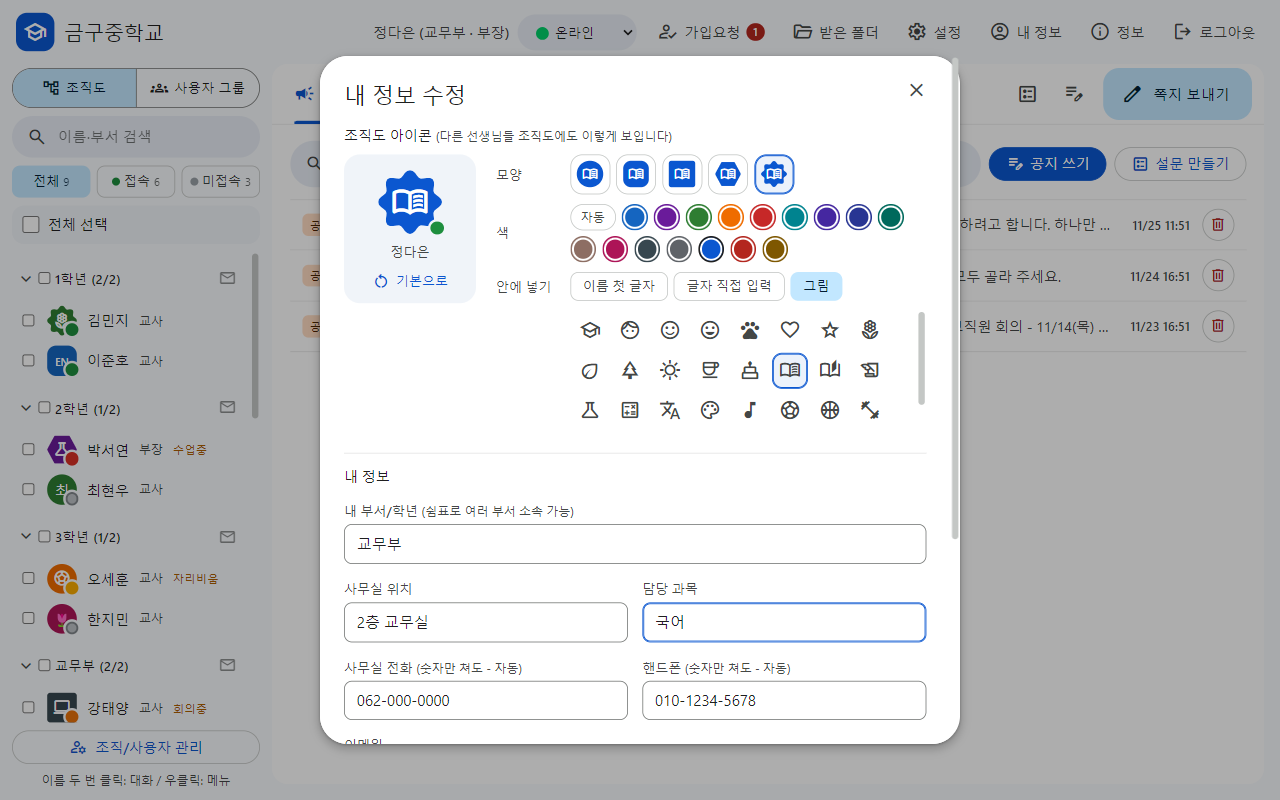 금구중학교
정다은 (교무부 · 부장)
온라인
가입요청 1
받은 폴더
설정
내 정보
정보
로그아웃
조직도
사용자 그룹
이름·부서 검색
전체 9
접속 6
미접속 3
전체 선택
1학년 (2/2)
김민지 교사
EN 이준호 교사
2학년 (1/2)
박서연 부장 수업중
최 최현우 교사
3학년 (1/2)
오세훈 교사 자리비움
한지민 교사
교무부 (2/2)
강태양 교사 회의중
조직/사용자 관리
이름 두 번 클릭: 대화 / 우클릭: 메뉴
쪽지 보내기
공지 쓰기
설문 만들기
하려고 합니다. 하나만 ... 11/25 11:51
모두 골라 주세요. 11/24 16:51
직원 회의 - 11/14(목) ... 11/23 16:51
내 정보 수정
조직도 아이콘 (다른 선생님들 조직도에도 이렇게 보입니다)
정다은
기본으로
모양
색
자동
안에 넣기
이름 첫 글자
글자 직접 입력
그림
내 정보
내 부서/학년 (쉼표로 여러 부서 소속 가능)
교무부
사무실 위치
담당 과목
2층 교무실
국어
사무실 전화 (숫자만 쳐도 - 자동)
핸드폰 (숫자만 쳐도 - 자동)
062-000-0000
010-1234-5678